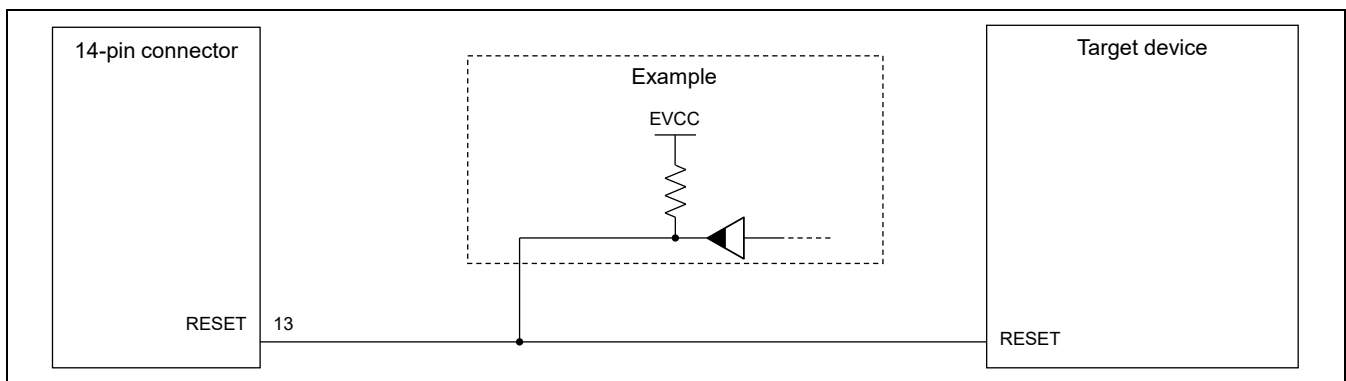 14-pin connector
Target device
Example
EVCC
RESET 13
RESET